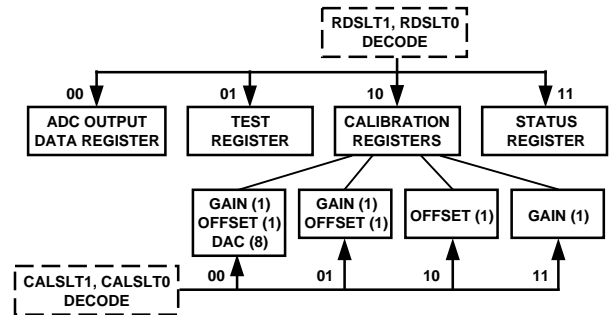 RDSLT1, RDSLT0
DECODE
00
01
10
11
ADC OUTPUT
DATA REGISTER
TEST
REGISTER
CALIBRATION
REGISTERS
STATUS
REGISTER
GAIN (1)
OFFSET (1)
DAC (8)
GAIN (1)
OFFSET (1)
OFFSET (1)
GAIN (1)
CALSLT1, CALSLT0
DECODE
00
01
10
11